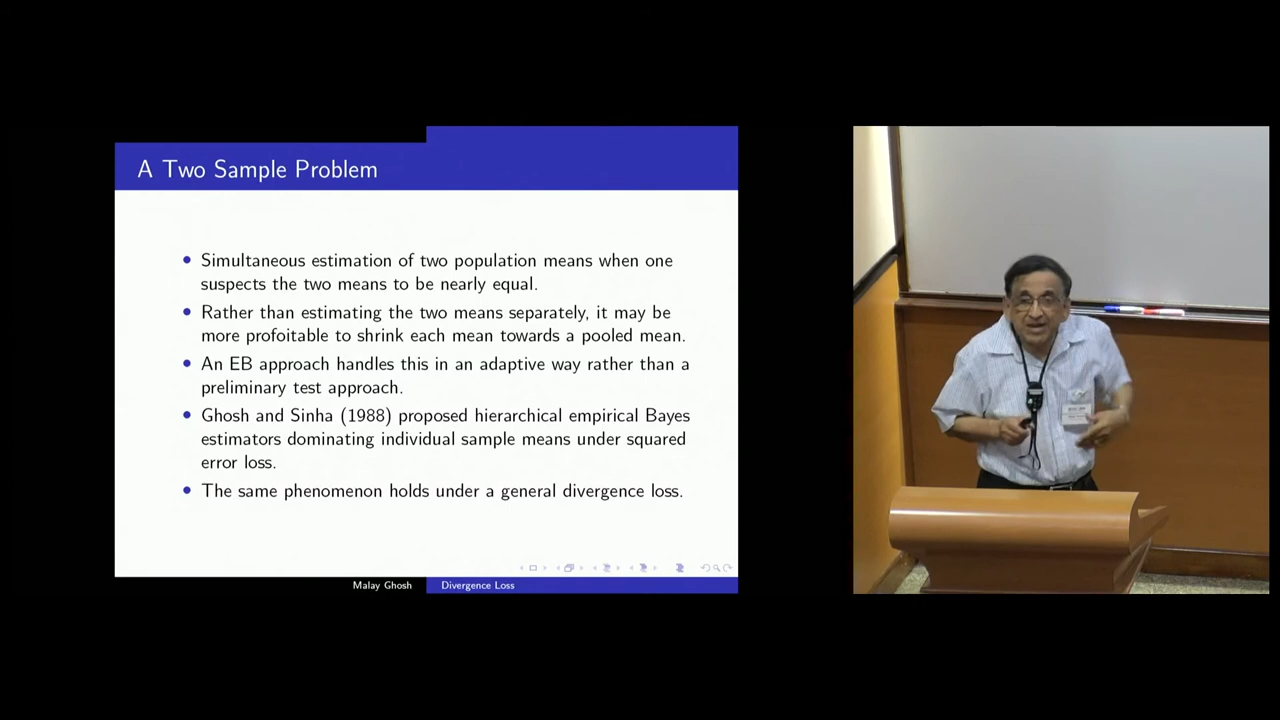 A Two Sample Problem
Simultaneous estimation of two population means when one
suspects the two means to be nearly equal.
Rather than estimating the two means separately, it may be
more profoitable to shrink each mean towards a pooled mean.
An EB approach handles this in an adaptive way rather than a
preliminary test approach.
Ghosh and Sinha (1988) proposed hierarchical empirical Bayes
estimators dominating individual sample means under squared
error loss.
The same phenomenon holds under a general divergence loss.
Malay Ghosh
Divergence Loss